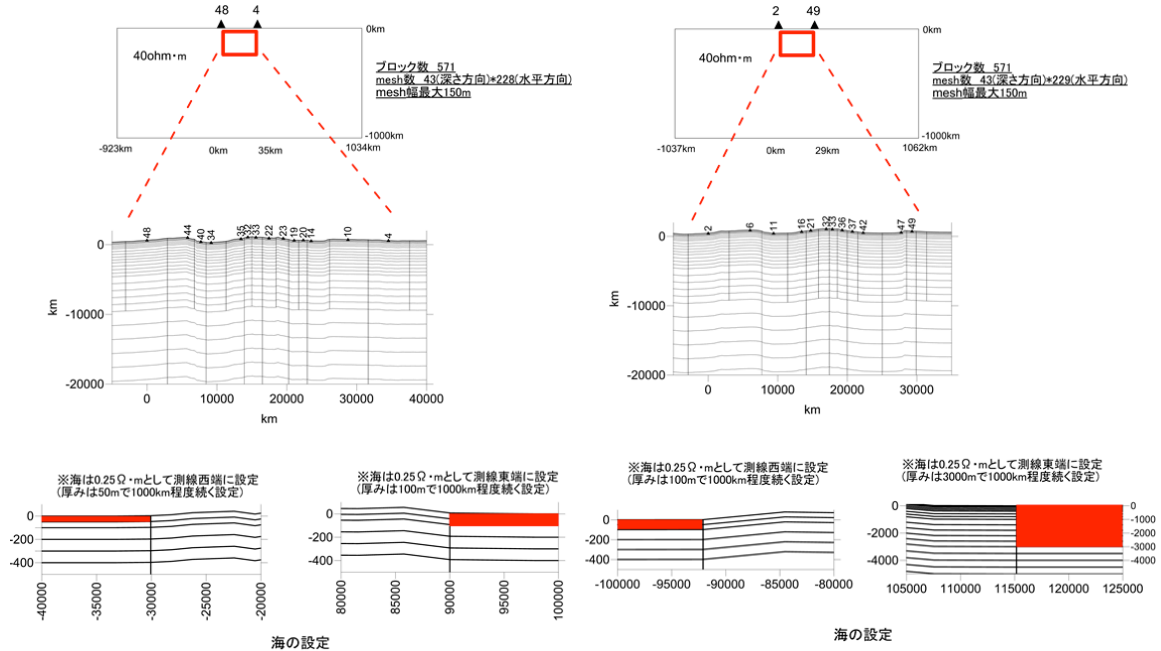 48 4
0km
40ohm・m
ブロック数 571
mesh数 43(深さ方向)*228(水平方向)
mesh幅最大150m
-1000km
-923km 0km 35km 1034km
48 44 40 34 35 32 33 22 23 19 20 14 10 4
0
-10000
-20000
km
0 10000 20000 30000 40000
km
2 49
0km
40ohm・m
ブロック数 571
mesh数 43(深さ方向)*229(水平方向)
mesh幅最大150m
-1000km
-1037km 0km 29km 1062km
2 6 11 16 21 32 33 36 37 42 47 49
0
-10000
-20000
km
0 10000 20000 30000
km
※海は0.25Ω・mとして測線西端に設定
(厚みは50mで1000km程度続く設定)
0
-200
-400
-40000 -35000 -30000 -25000 -20000
※海は0.25Ω・mとして測線東端に設定
(厚みは100mで1000km程度続く設定)
0
-200
-400
80000 85000 90000 95000 100000
海の設定
※海は0.25Ω・mとして測線西端に設定
(厚みは100mで1000km程度続く設定)
0
-200
-400
-100000 -95000 -90000 -85000 -80000
※海は0.25Ω・mとして測線東端に設定
(厚みは3000mで1000km程度続く設定)
0
-2000
-4000
0
-1000
-2000
-3000
-4000
105000 110000 115000 120000 125000
海の設定